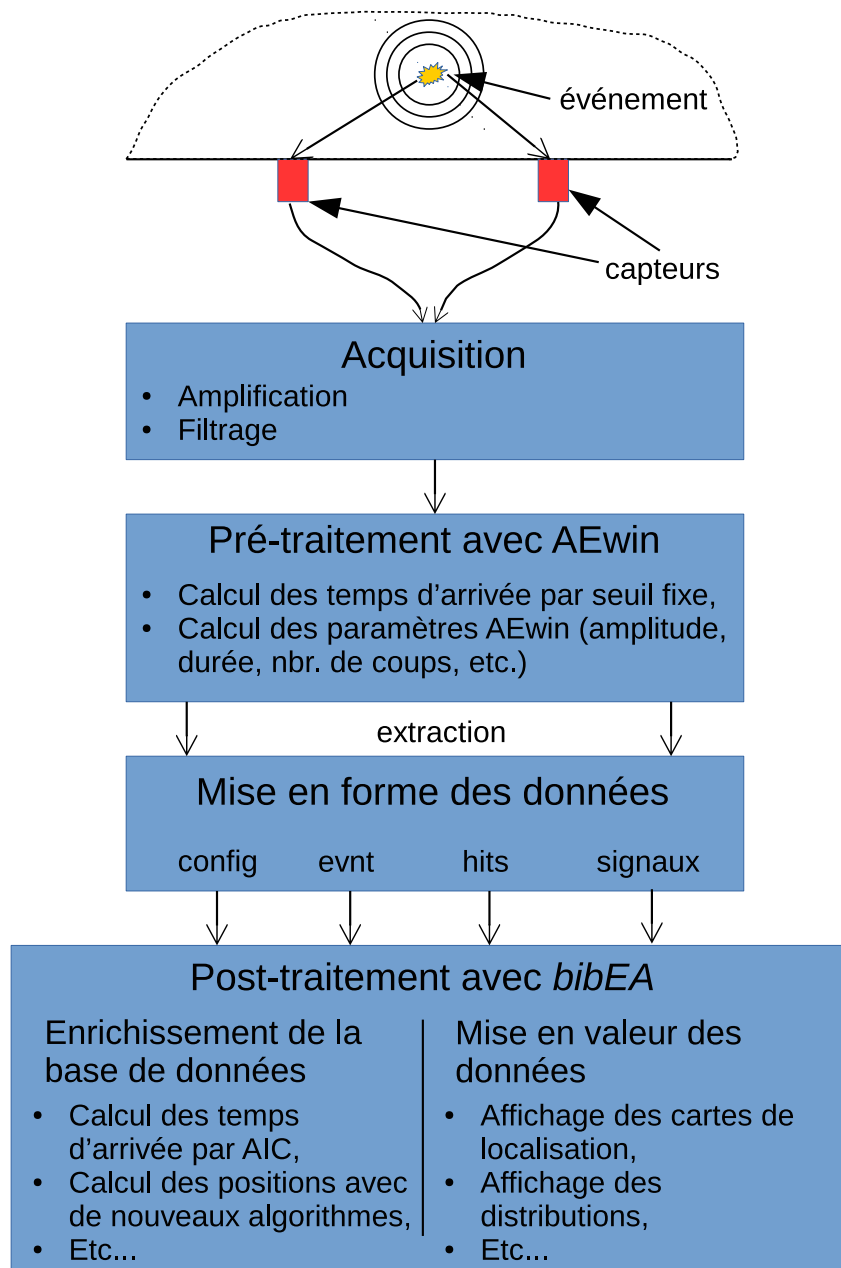 événement
capteurs
Acquisition
• Amplification
• Filtrage
Pré-traitement avec AEwin
• Calcul des temps d’arrivée par seuil fixe,
• Calcul des paramètres AEwin (amplitude,
durée, nbr. de coups, etc.)
extraction
Mise en forme des données
config evnt hits signaux
Post-traitement avec bibEA
Enrichissement de la
base de données
• Calcul des temps
d’arrivée par AIC,
• Calcul des positions avec
de nouveaux algorithmes,
• Etc...
Mise en valeur des
données
• Affichage des cartes de
localisation,
• Affichage des
distributions,
• Etc...